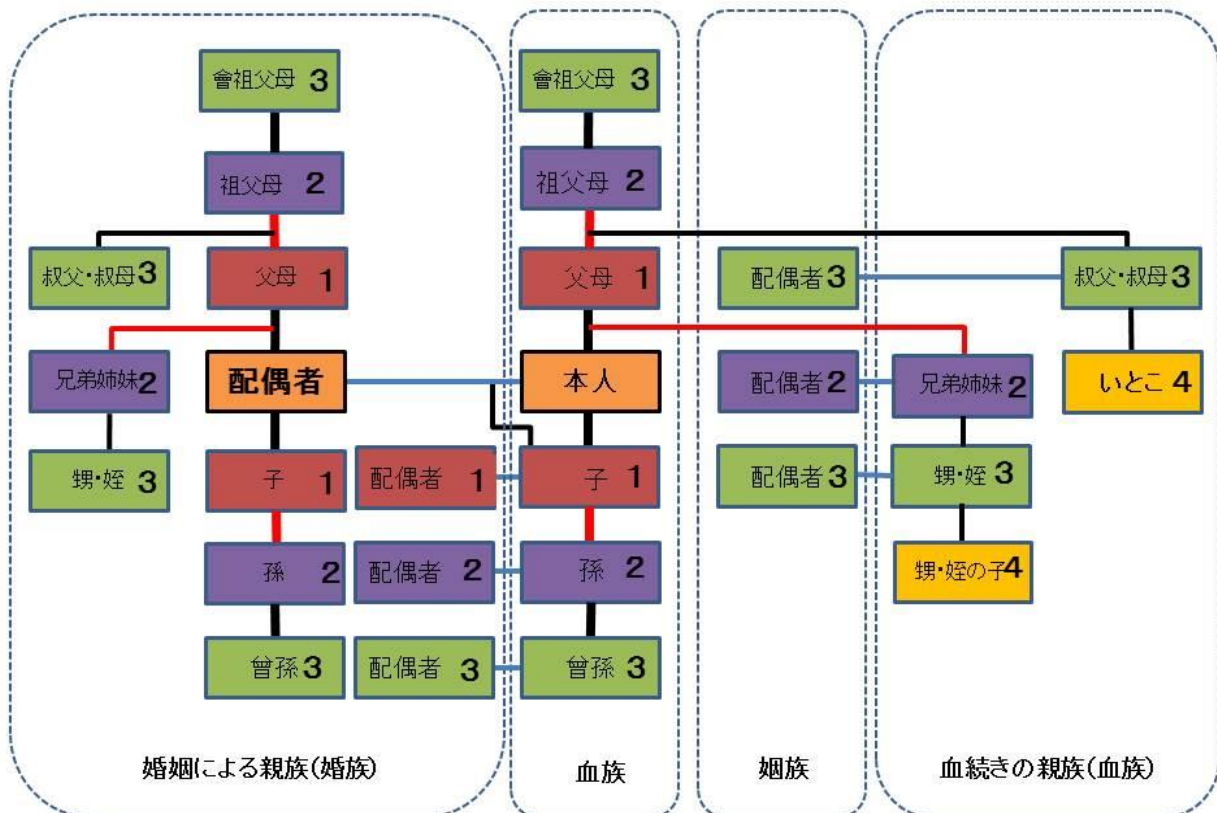 會祖父母 3
會祖父母 3
祖父母 2
祖父母 2
叔父・叔母 3
父母 1
父母 1
配偶者 3
叔父・叔母 3
兄弟姉妹 2
配偶者
本人
配偶者 2
兄弟姉妹 2
いとこ 4
甥・姪 3
子 1
配偶者 1
子 1
配偶者 3
甥・姪 3
孫 2
配偶者 2
孫 2
甥・姪の子 4
曾孫 3
配偶者 3
曾孫 3
婚姻による親族(婚族)
血族
姻族
血続きの親族(血族)